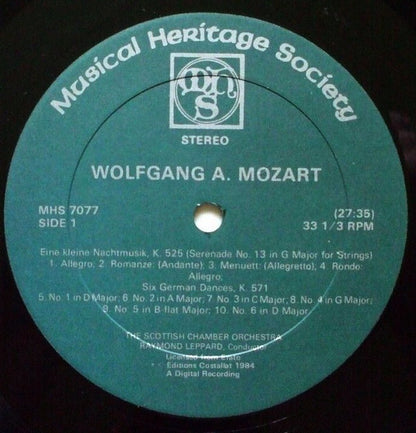 Musical Heritage Society
MHS
STEREO
WOLFGANG A. MOZART
MHS 7077
SIDE 1
(27:35)
33 1/3 RPM
Eine kleine Nachtmusik, K. 525 (Serenade No. 13 in G Major for Strings)
1. Allegro; 2. Romanze: (Andante); 3. Menuett: (Allegretto); 4. Rondo:
Allegro;
Six German Dances, K. 571
5. No. 1 in D Major; 6. No. 2 in A Major; 7. No. 3 in C Major; 8. No. 4 in G Major;
9. No. 5 in B-flat Major; 10. No. 6 in D Major.
THE SCOTTISH CHAMBER ORCHESTRA
RAYMOND LEPPARD, Conductor
Licensed from Erato
Editions Costallat 1984
A Digital Recording